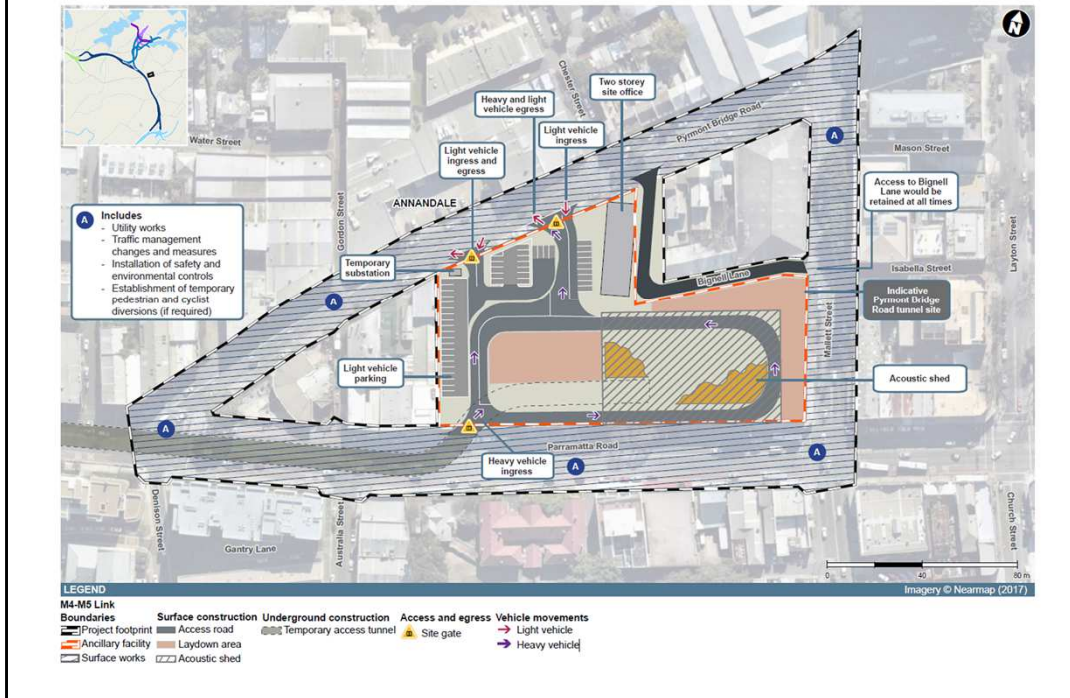 N
Water Street
Chester Street
Two storey
site office
Heavy and light
vehicle egress
Light vehicle
ingress
Pyrmont Bridge Road
A
Mason Street
Light vehicle
ingress and
egress
Access to Bignell
Lane would be
retained at all times
ANNANDALE
A Includes
- Utility works
- Traffic management
changes and measures
- Installation of safety and
environmental controls
- Establishment of temporary
pedestrian and cyclist
diversions (if required)
Gordon Street
Layton Street
Temporary
substation
Bignell Lane
Isabella Street
A
Indicative
Pyrmont Bridge
Road tunnel site
Mallett Street
Light vehicle
parking
Acoustic shed
A
Parramatta Road
Heavy vehicle
ingress
A
A
Denison Street
Gantry Lane
Australia Street
Church Street
0 40 80 m
LEGEND
Imagery © Nearmap (2017)
M4-M5 Link
Boundaries
Project footprint
Ancillary facility
Surface works
Surface construction
Access road
Laydown area
Acoustic shed
Underground construction
Temporary access tunnel
Access and egress
Site gate
Vehicle movements
Light vehicle
Heavy vehicle